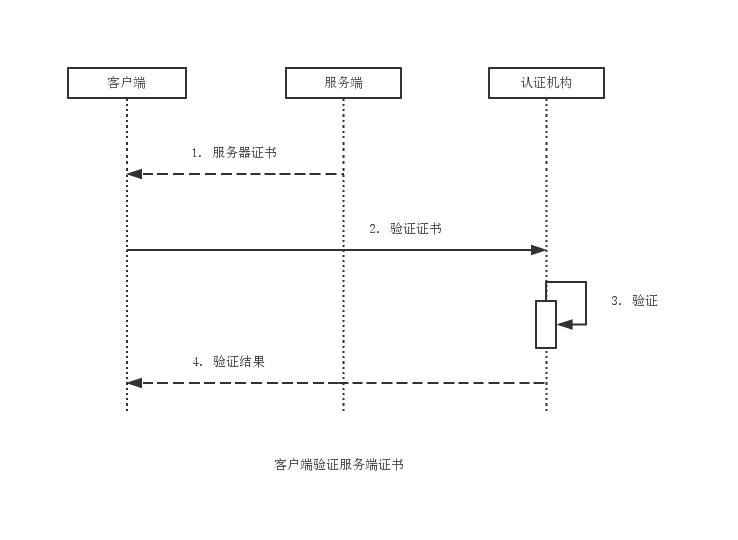 客户端
服务端
认证机构
1. 服务器证书
2. 验证证书
3. 验证
4. 验证结果
客户端验证服务端证书